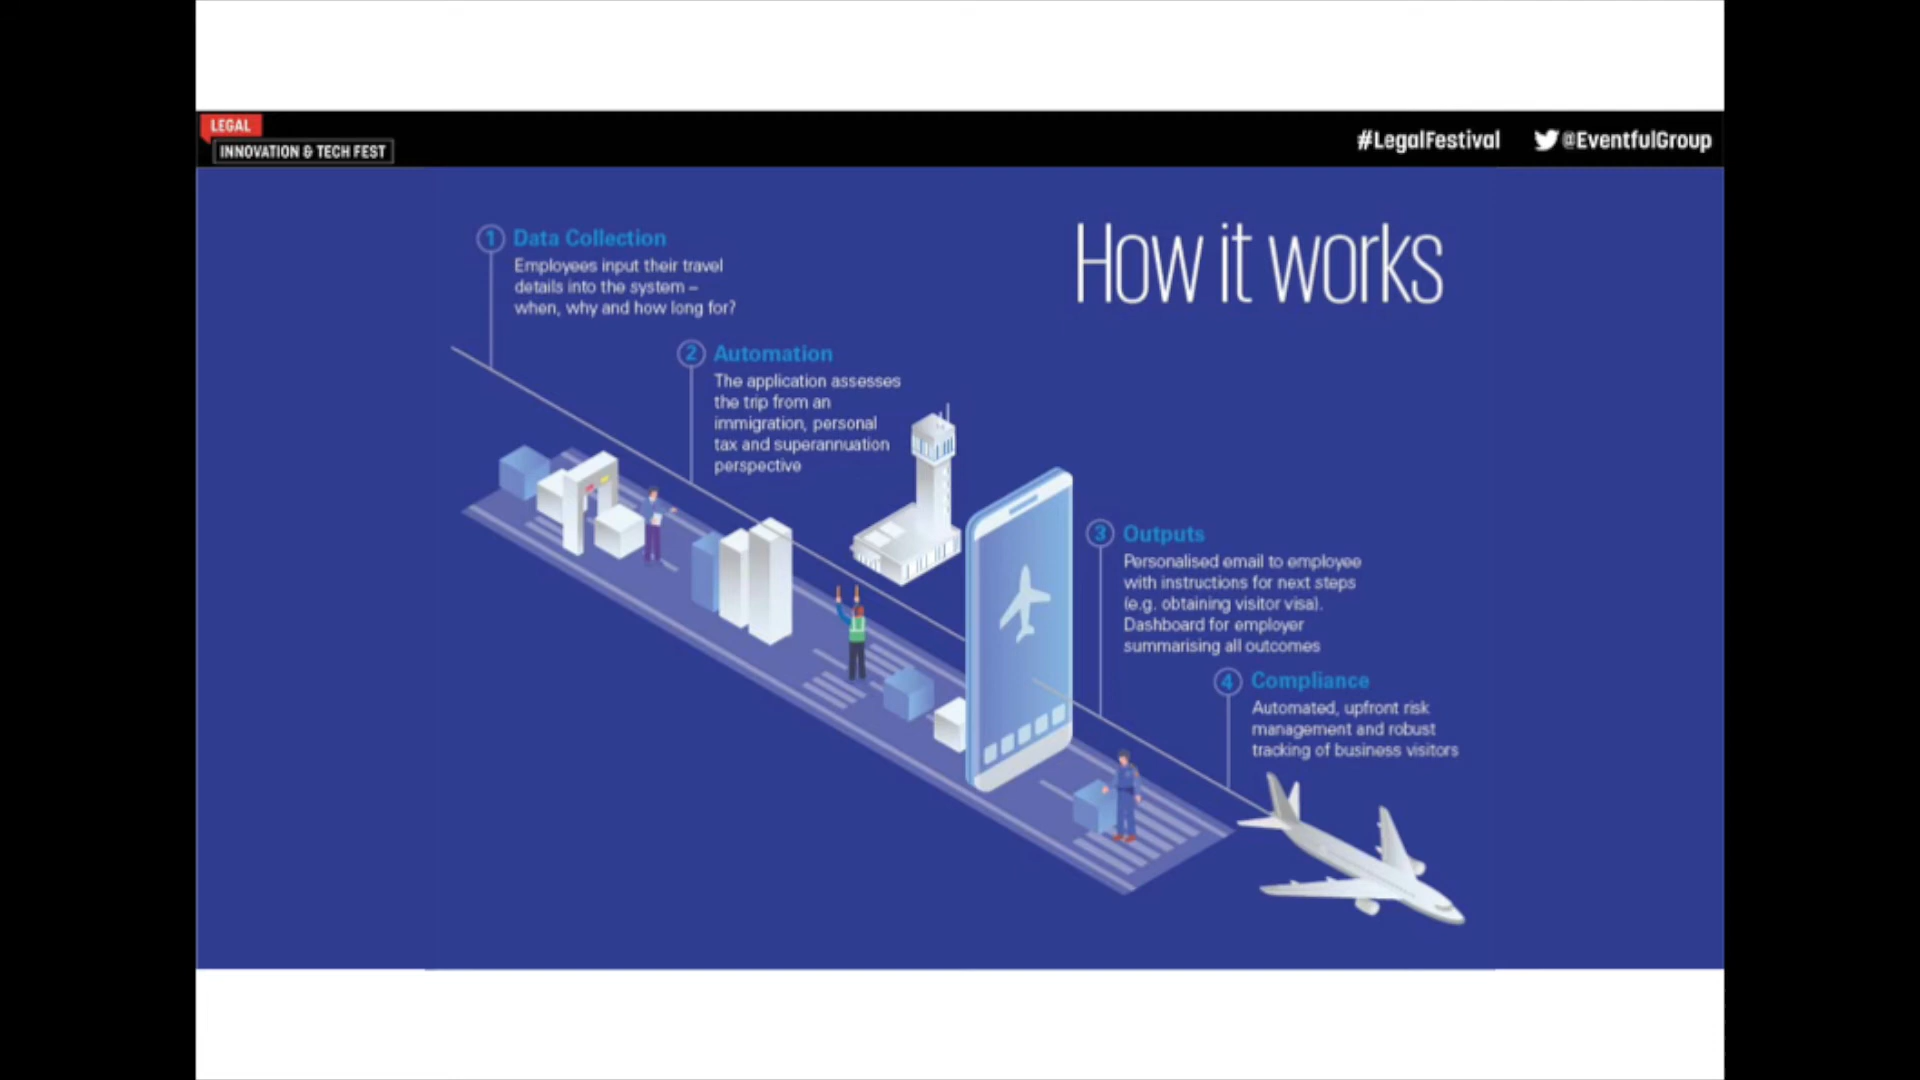 LEGAL
INNOVATION & TECH FEST
#LegalFestival
@EventfulGroup
How it works
1 Data Collection
Employees input their travel
details into the system –
when, why and how long for?
2 Automation
The application assesses
the trip from an
immigration, personal
tax and superannuation
perspective
3 Outputs
Personalised email to employee
with instructions for next steps
(e.g. obtaining visitor visa).
Dashboard for employer
summarising all outcomes
4 Compliance
Automated, upfront risk
management and robust
tracking of business visitors